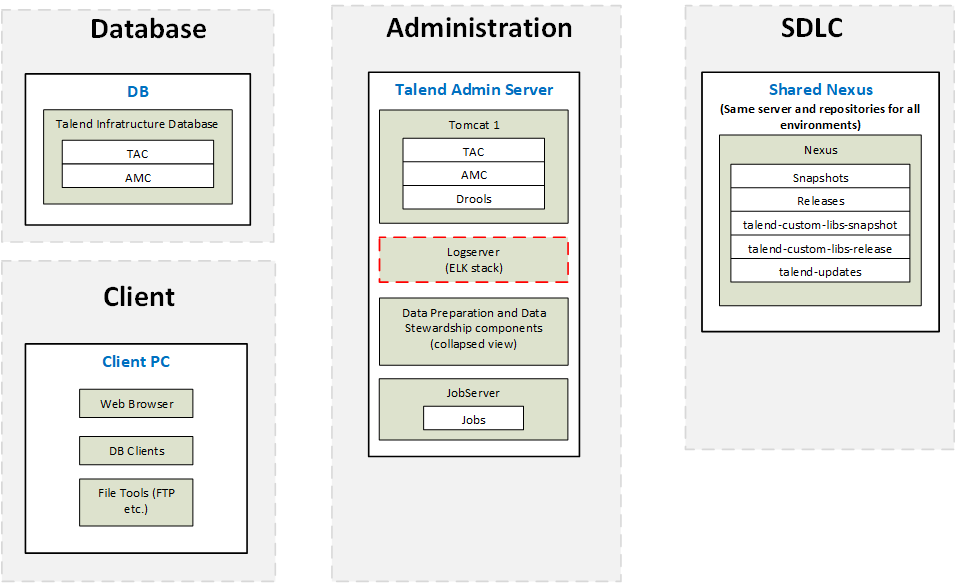 Database
DB
Talend Infratructure Database
TAC
AMC
Client
Client PC
Web Browser
DB Clients
File Tools (FTP
etc.)
Administration
Talend Admin Server
Tomcat 1
TAC
AMC
Drools
Logserver
(ELK stack)
Data Preparation and Data
Stewardship components
(collapsed view)
JobServer
Jobs
SDLC
Shared Nexus
(Same server and repositories for all
environments)
Nexus
Snapshots
Releases
talend-custom-libs-snapshot
talend-custom-libs-release
talend-updates